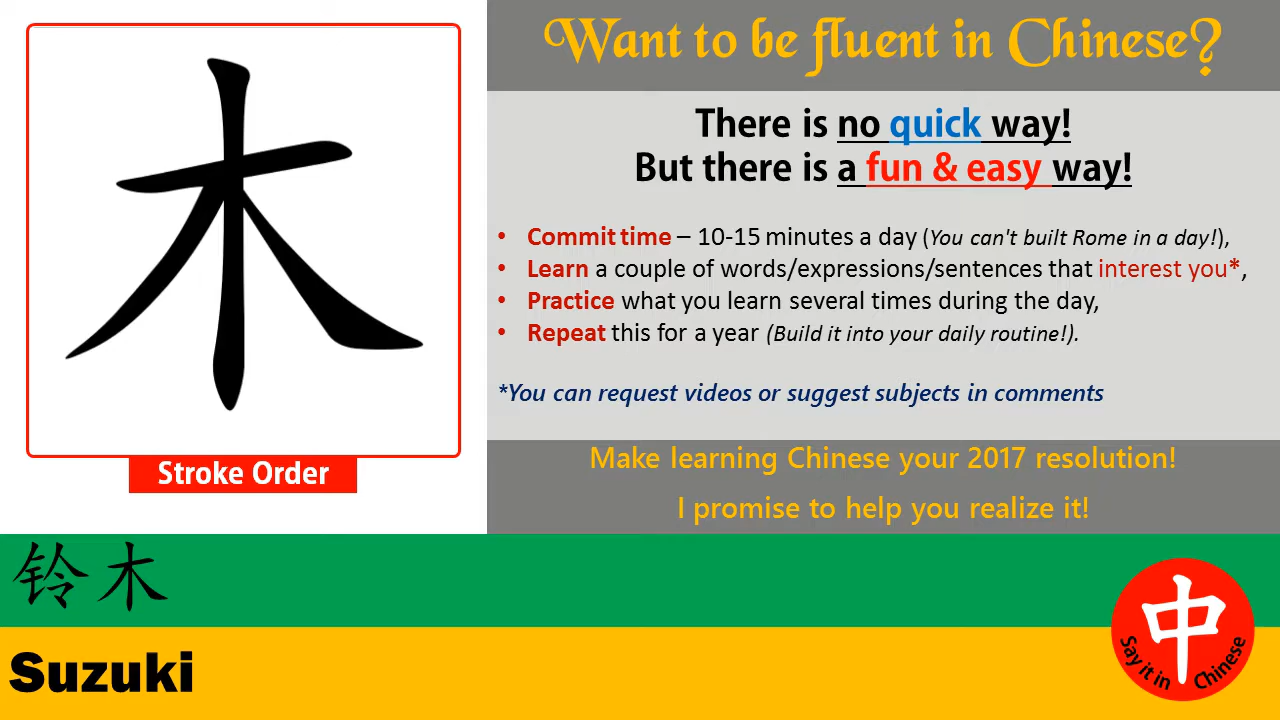 木
Stroke Order
Want to be fluent in Chinese?
There is no quick way!
But there is a fun & easy way!
• Commit time – 10-15 minutes a day (You can't built Rome in a day!),
• Learn a couple of words/expressions/sentences that interest you*,
• Practice what you learn several times during the day,
• Repeat this for a year (Build it into your daily routine!).
*You can request videos or suggest subjects in comments
Make learning Chinese your 2017 resolution!
I promise to help you realize it!
铃木
Suzuki
中
Say it in Chinese